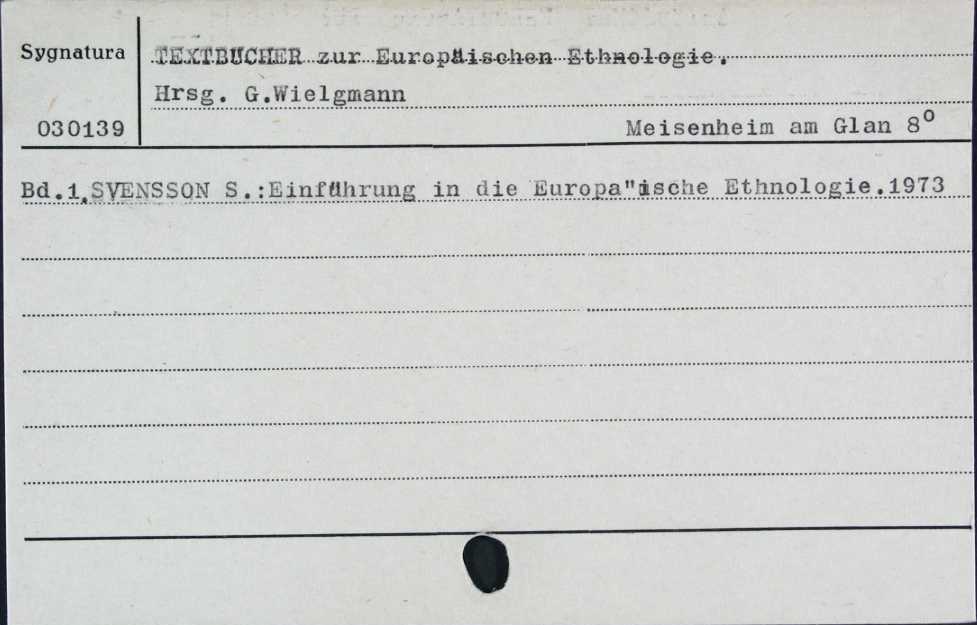 Sygnatura
TEXTBÜCHER zur Europäischen Ethnologie.
Hrsg. G.Wielgmann
030139
Meisenheim am Glan 8°
Bd.1.SVENSSON S.:Einführung in die Europa"ische Ethnologie.1973